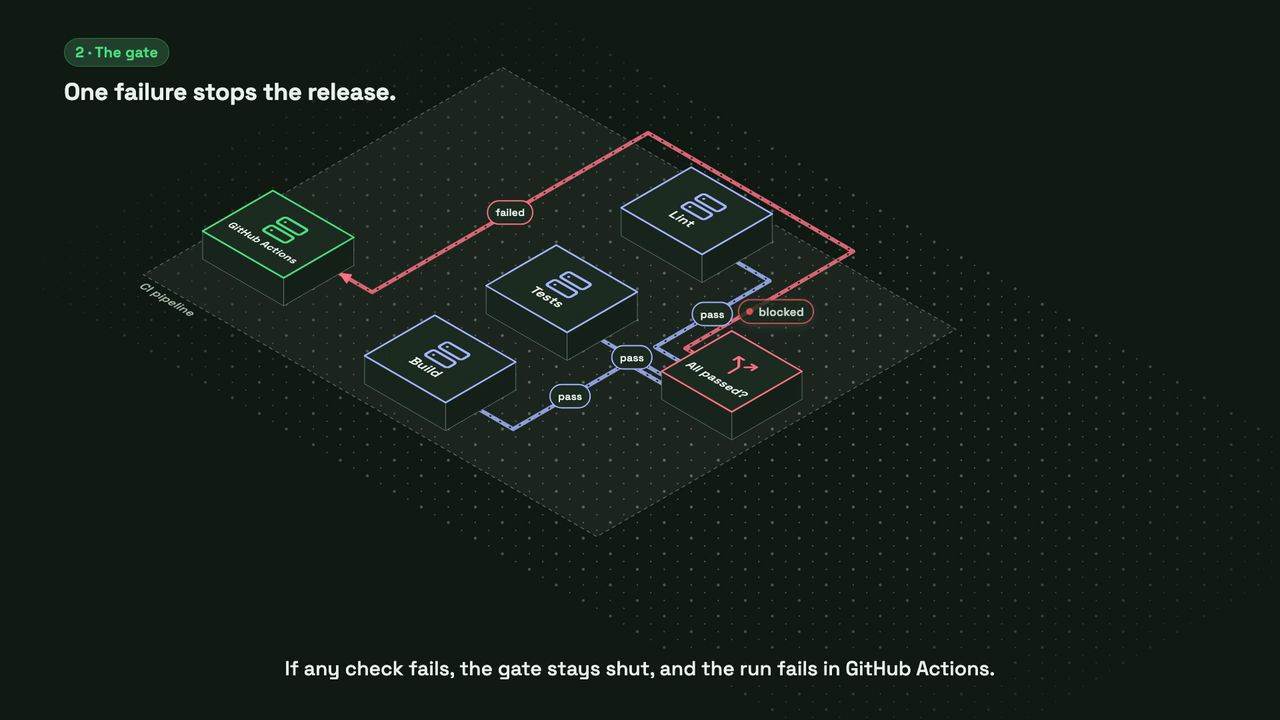 2 · The gate
One failure stops the release.
GitHub Actions
failed
Lint
CI pipeline
Tests
pass
blocked
Build
pass
All passed?
pass
If any check fails, the gate stays shut, and the run fails in GitHub Actions.